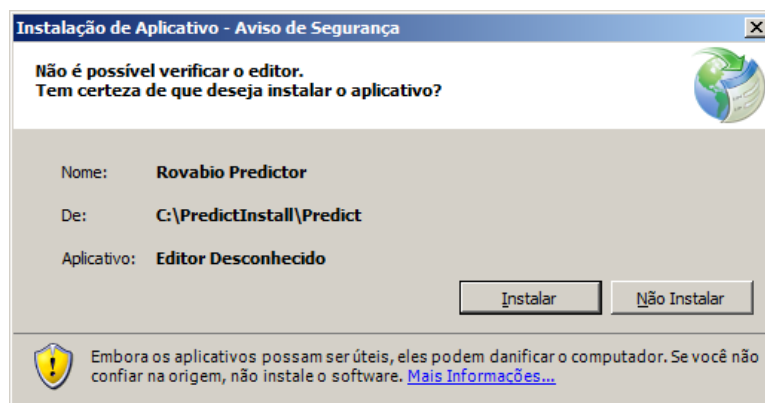 Instalação de Aplicativo - Aviso de Segurança
Não é possível verificar o editor.
Tem certeza de que deseja instalar o aplicativo?
Nome: Rovabio Predictor
De: C:\PredictInstall\Predict
Aplicativo: Editor Desconhecido
Instalar Não Instalar
Embora os aplicativos possam ser úteis, eles podem danificar o computador. Se você não
confiar na origem, não instale o software. Mais Informações...